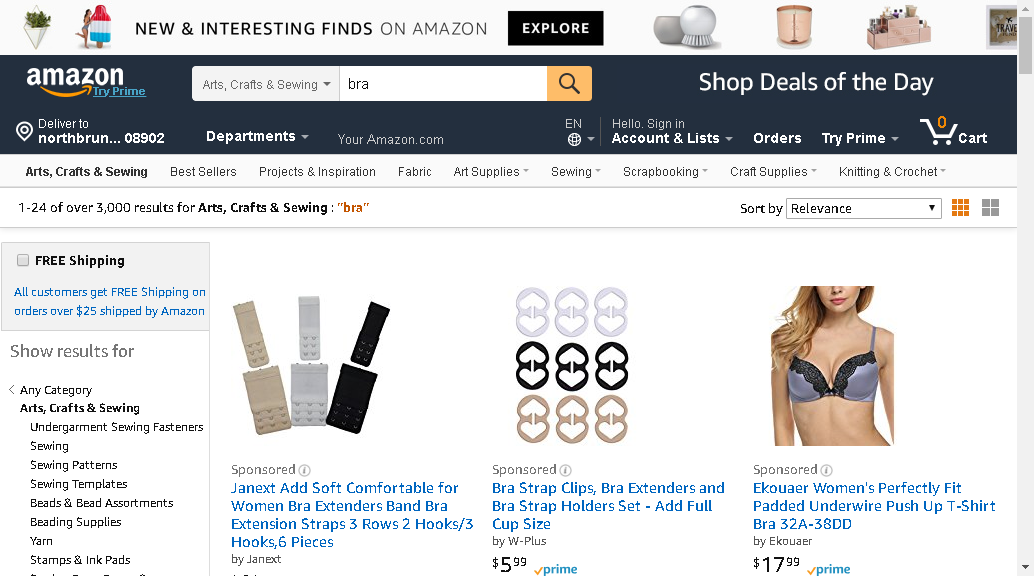 NEW & INTERESTING FINDS ON AMAZON
EXPLORE
amazon
Try Prime
Arts, Crafts & Sewing
bra
Shop Deals of the Day
Deliver to
northbrun... 08902
Departments
Your Amazon.com
EN
Hello. Sign in
Account & Lists
Orders
Try Prime
0
Cart
Arts, Crafts & Sewing
Best Sellers
Projects & Inspiration
Fabric
Art Supplies
Sewing
Scrapbooking
Craft Supplies
Knitting & Crochet
1-24 of over 3,000 results for Arts, Crafts & Sewing : "bra"
Sort by
Relevance
FREE Shipping
All customers get FREE Shipping on
orders over $25 shipped by Amazon
Show results for
Any Category
Arts, Crafts & Sewing
Undergarment Sewing Fasteners
Sewing
Sewing Patterns
Sewing Templates
Beads & Bead Assortments
Beading Supplies
Yarn
Stamps & Ink Pads
Sponsored
Janext Add Soft Comfortable for
Women Bra Extenders Band Bra
Extension Straps 3 Rows 2 Hooks/3
Hooks,6 Pieces
by Janext
Sponsored
Bra Strap Clips, Bra Extenders and
Bra Strap Holders Set - Add Full
Cup Size
by W-Plus
$5 99 prime
Sponsored
Ekouaer Women's Perfectly Fit
Padded Underwire Push Up T-Shirt
Bra 32A-38DD
by Ekouaer
$17 99 prime